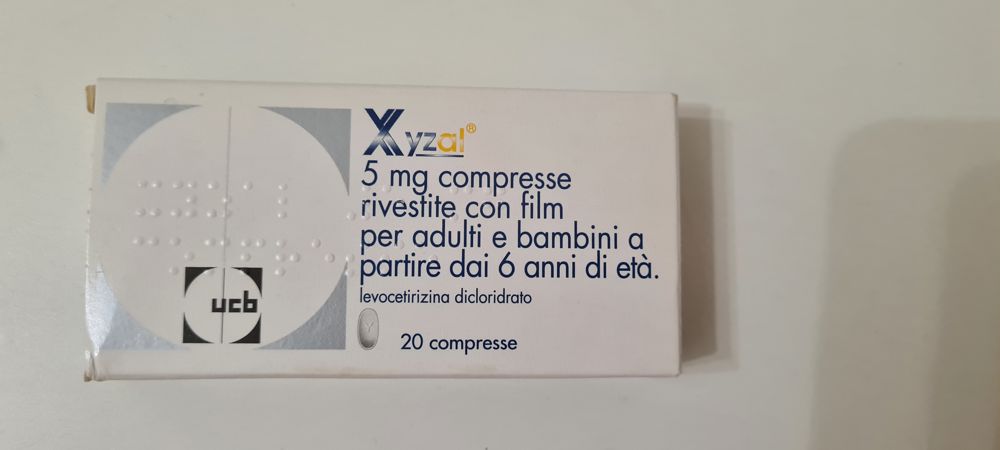 Xyzal®
5 mg compresse
rivestite con film
per adulti e bambini a
partire dai 6 anni di età.
levocetirizina dicloridrato
Y
20 compresse
ucb